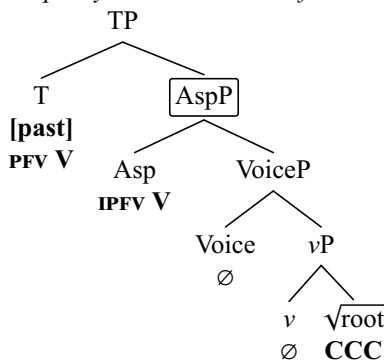 TP
T AspP
[past]
PFV V
Asp VoiceP
IPFV V
Voice vP
∅
v √root
∅ CCC